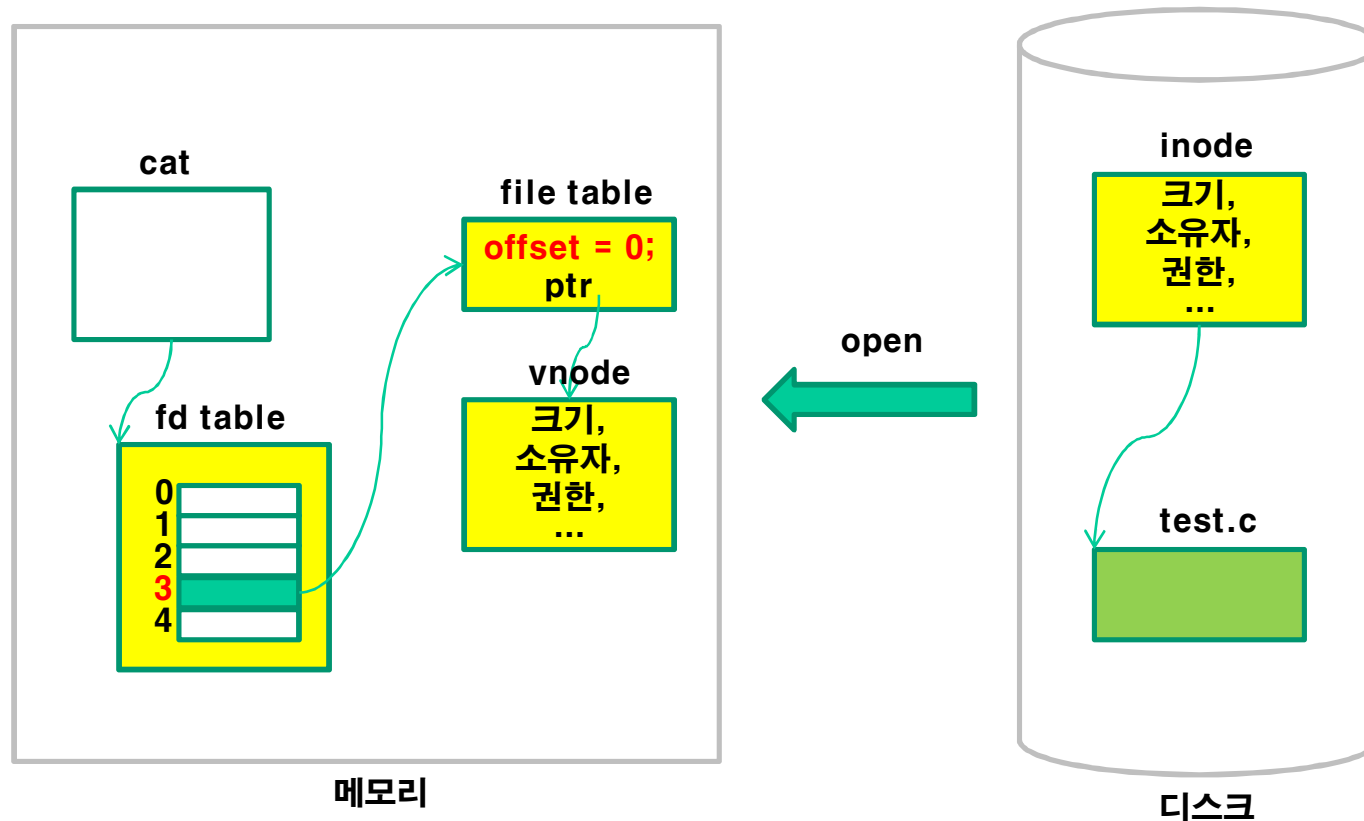 cat
fd table
0
1
2
3
4
file table
offset = 0;
ptr
vnode
크기,
소유자,
권한,
...
메모리
open
inode
크기,
소유자,
권한,
...
test.c
디스크